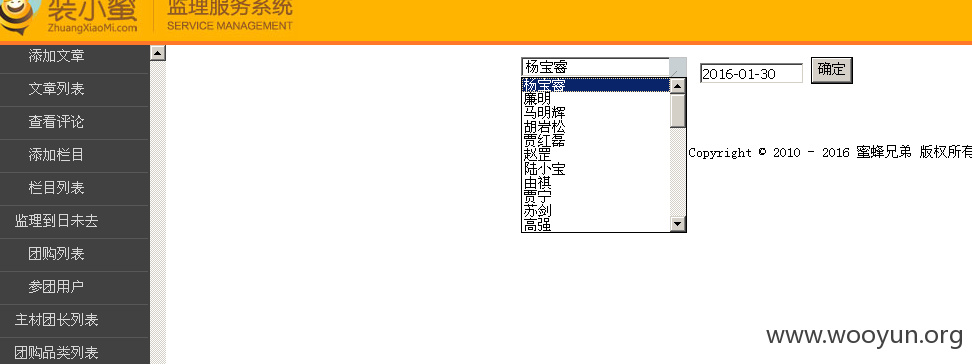 装小蜜
ZhuangXiaoMi.com
监理服务系统
SERVICE MANAGEMENT
添加文章
文章列表
查看评论
添加栏目
栏目列表
监理到日未去
团购列表
参团用户
主材团长列表
团购品类列表
杨宝睿
杨宝睿
廉明
马明辉
胡岩松
贾红磊
赵罡
陆小宝
由祺
贾宁
苏剑
高强
2016-01-30
确定
Copyright © 2010 - 2016 蜜蜂兄弟 版权所有
www.wooyun.org